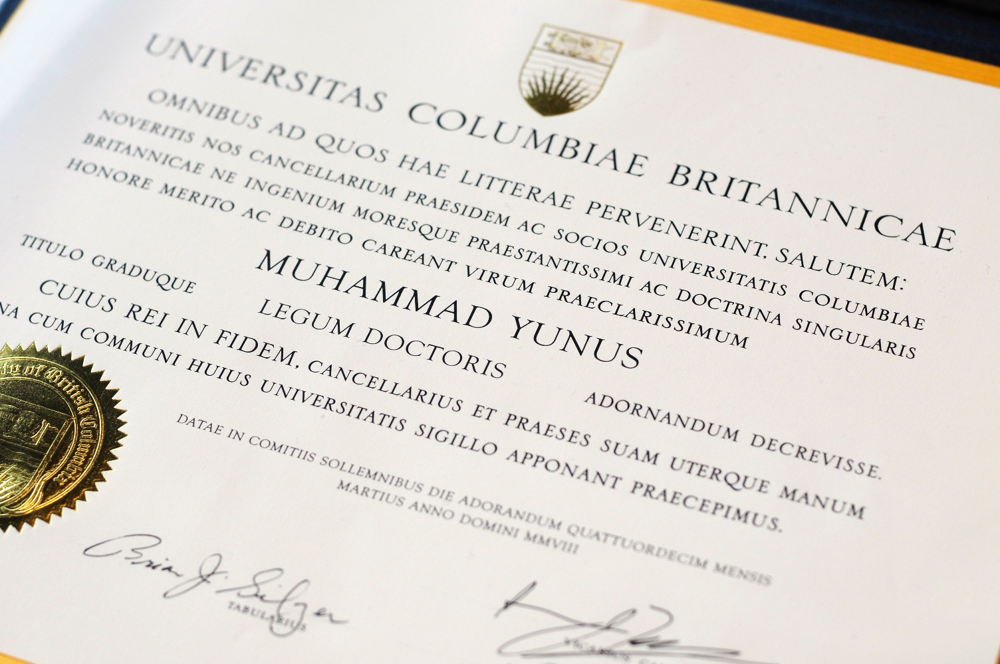 UNIVERSITAS COLUMBIAE BRITANNICAE
OMNIBUS AD QUOS HAE LITTERAE PERVENERINT, SALUTEM:
NOVERITIS NOS CANCELLARIUM PRAESIDEM AC SOCIOS UNIVERSITATIS COLUMBIAE
BRITANNICAE NE INGENIUM MORESQUE PRAESTANTISSIMI AC DOCTRINA SINGULARIS
HONORE MERITO AC DEBITO CAREANT VIRUM PRAECLARISSIMUM
MUHAMMAD YUNUS
TITULO GRADUQUE LEGUM DOCTORIS ADORNANDUM DECREVISSE.
CUIUS REI IN FIDEM, CANCELLARIUS ET PRAESES SUAM UTERQUE MANUM
NA CUM COMMUNI HUIUS UNIVERSITATIS SIGILLO APPONANT PRAECEPIMUS.
DATAE IN COMITIIS SOLLEMNIBUS DIE ADORANDUM QUATTUORDECIM MENSIS
MARTIUS ANNO DOMINI MMVIII
ty of British Columbia
Brian J. Silzer
TABULARIUS